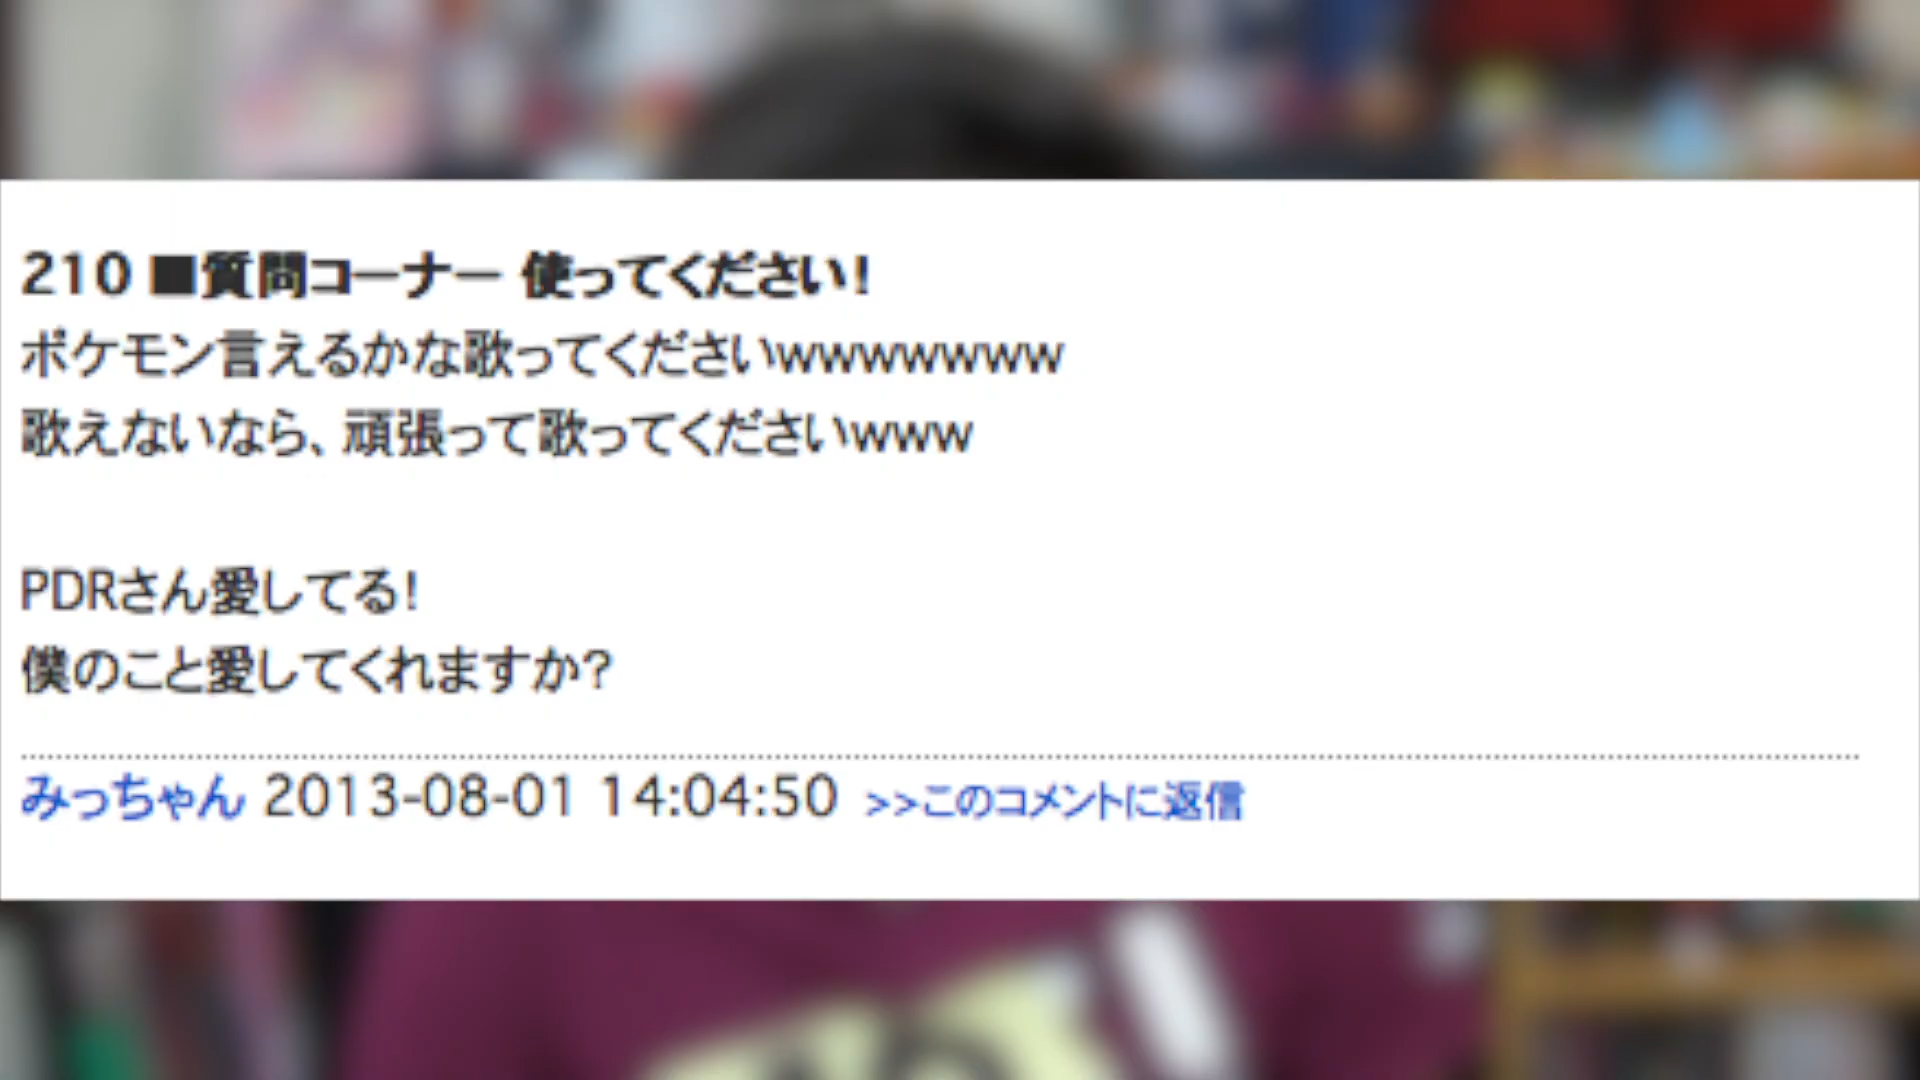 210 ■質問コーナー 使ってください!
ポケモン言えるかな歌ってくださいwwwwwwww
歌えないなら、頑張って歌ってくださいwww
PDRさん愛してる!
僕のこと愛してくれますか?
みっちゃん 2013-08-01 14:04:50 >>このコメントに返信